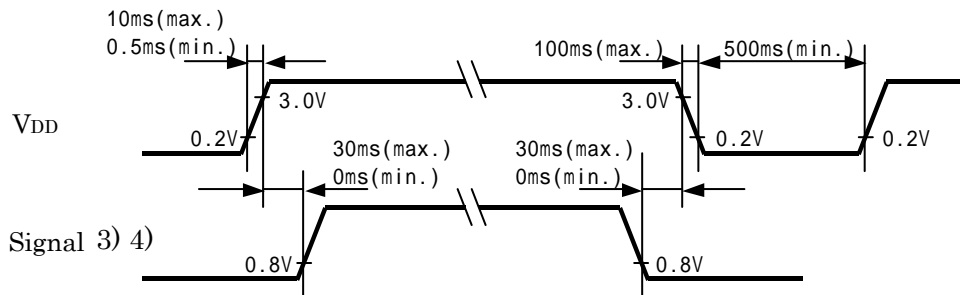 10ms(max.)
0.5ms(min.)
100ms(max.)
500ms(min.)
3.0V
3.0V
VDD
0.2V
0.2V
0.2V
30ms(max.)
0ms(min.)
30ms(max.)
0ms(min.)
Signal 3) 4)
0.8V
0.8V